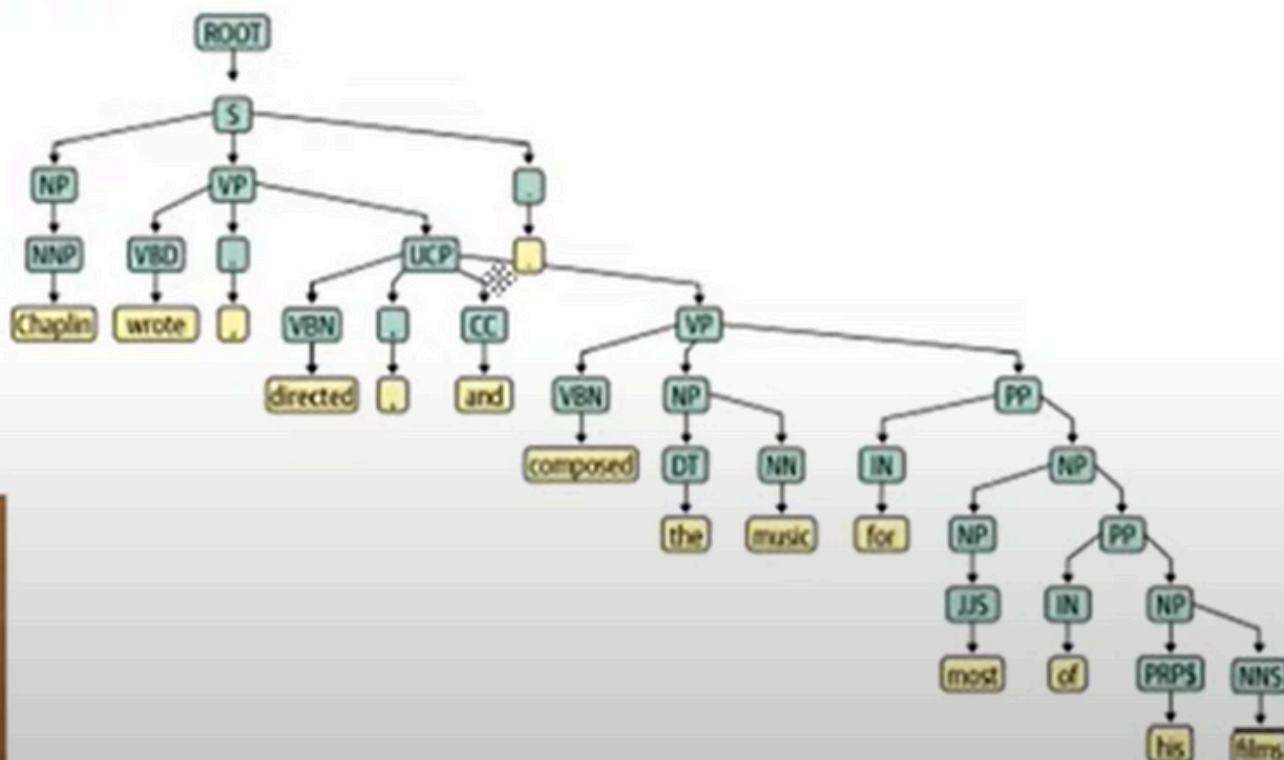 ROOT
S
NP VP .
NNP VBD , UCP .
Chaplin wrote , VBN , CC VP
directed , and VBN NP PP
composed DT NN IN NP
the music for NP PP
JJS IN NP
most of PRP$ NNS
his films